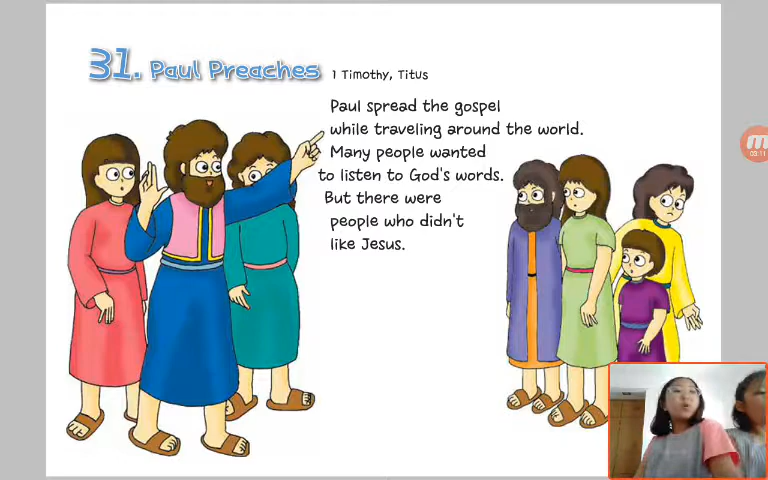 31. Paul Preaches 1 Timothy, Titus
Paul spread the gospel
while traveling around the world.
Many people wanted
to listen to God's words.
But there were
people who didn't
like Jesus.